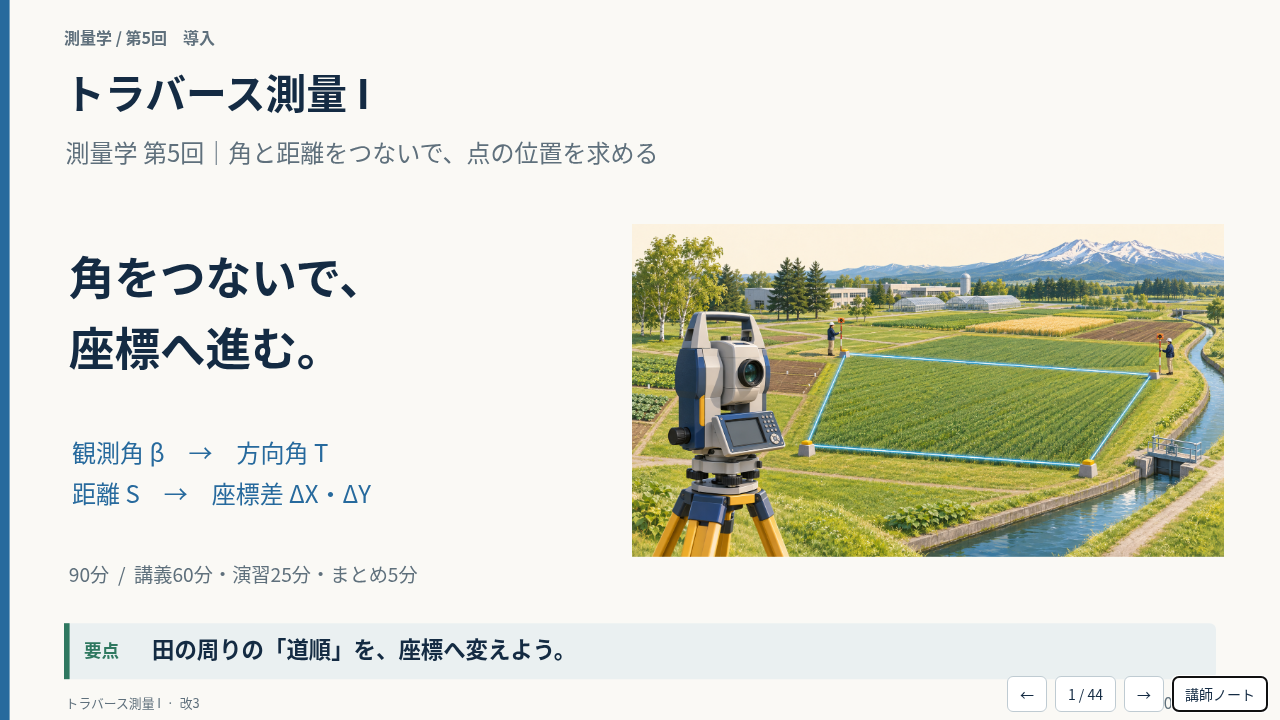 測量学 / 第5回　導入
トラバース測量 I
測量学 第5回｜角と距離をつないで、点の位置を求める
角をつないで、
座標へ進む。
観測角 β　→　方向角 T
距離 S　→　座標差 ΔX・ΔY
90分 / 講義60分・演習25分・まとめ5分
要点　田の周りの「道順」を、座標へ変えよう。
トラバース測量 I · 改3
← 1 / 44 → 講師ノート